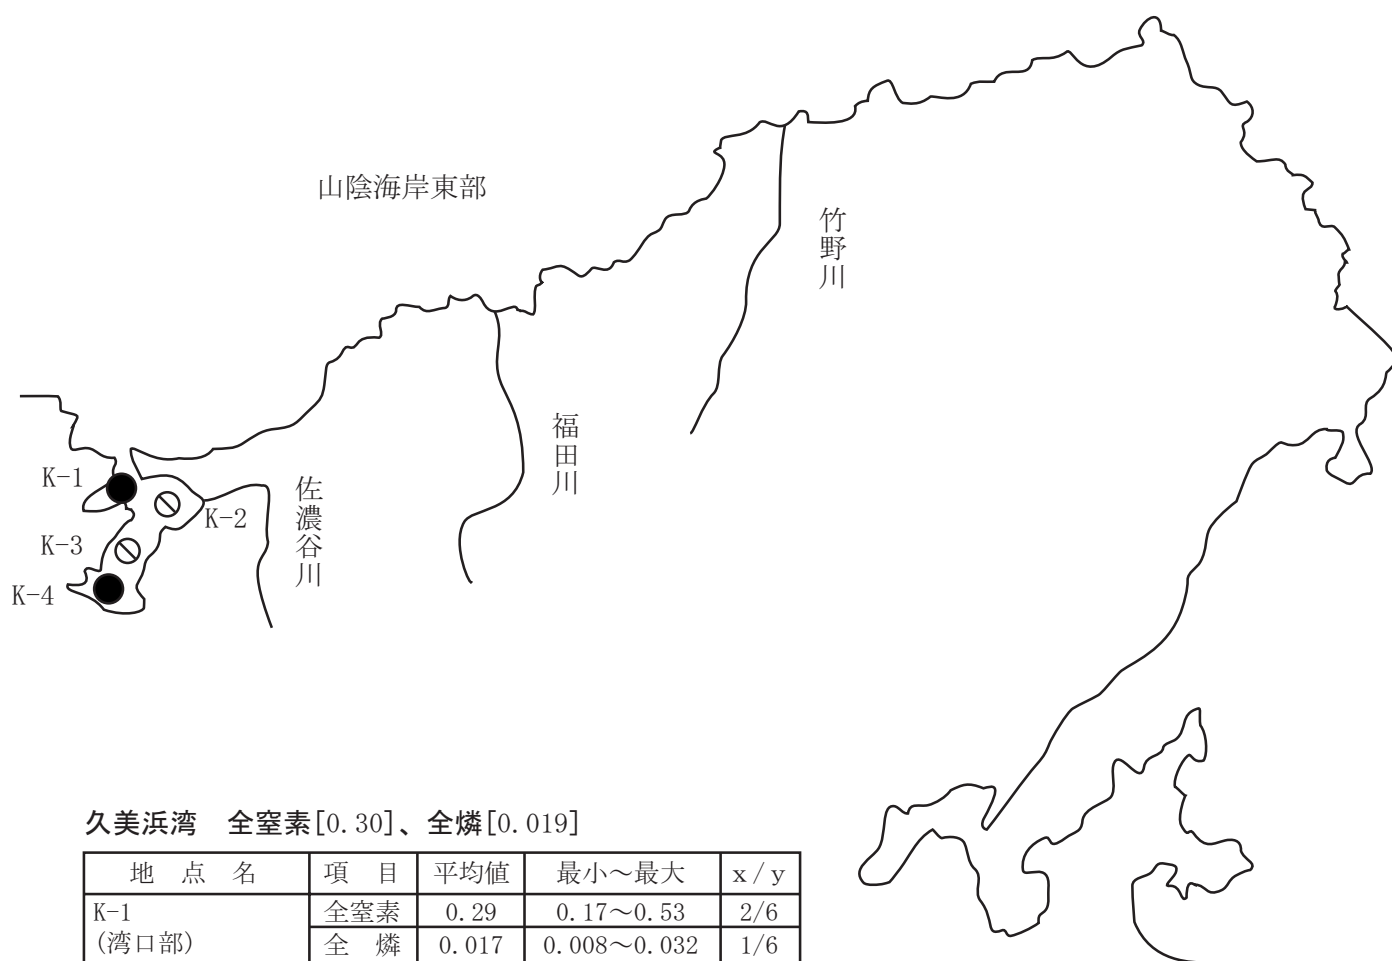 山陰海岸東部
竹野川
福田川
佐濃谷川
K-1
K-2
K-3
K-4
久美浜湾　全窒素[0.30]、全燐[0.019]
地　点　名 項　目 平均値 最小～最大 x/y
K-1 全窒素 0.29 0.17～0.53 2/6
(湾口部) 全　燐 0.017 0.008～0.032 1/6